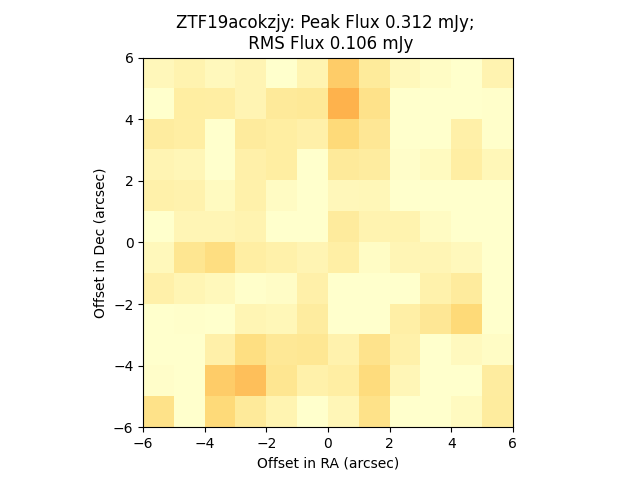 ZTF19acokzjy: Peak Flux 0.312 mJy;
RMS Flux 0.106 mJy
6
4
2
0
−2
−4
−6
Offset in Dec (arcsec)
−6 −4 −2 0 2 4 6
Offset in RA (arcsec)